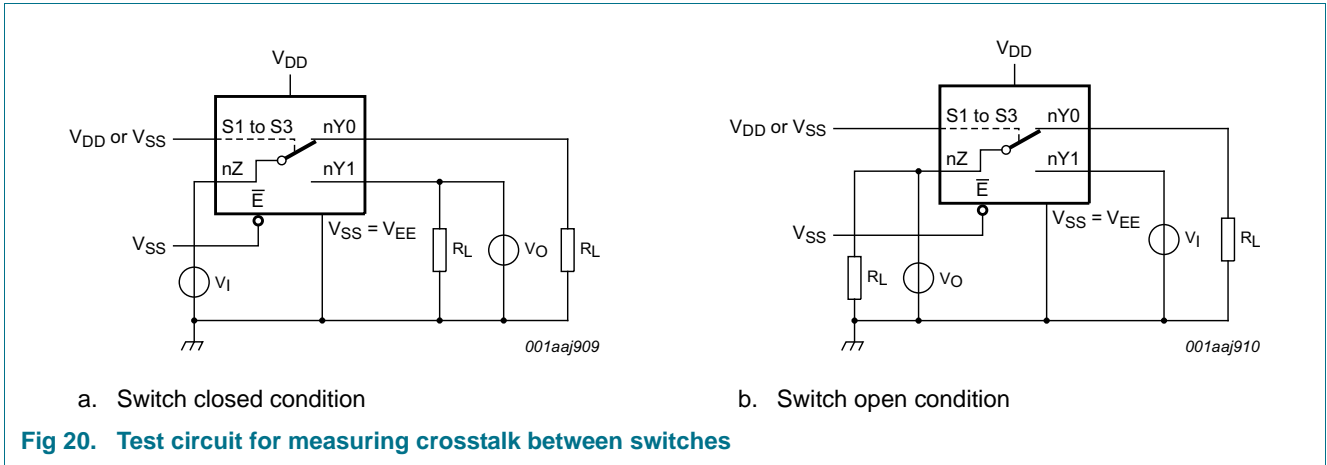 VDD
S1 to S3
nY0
VDD or VSS
nZ
nY1
E
VSS = VEE
VSS
RL
VO
RL
VI
001aaj909
a. Switch closed condition
VDD
S1 to S3
nY0
VDD or VSS
nZ
nY1
E
VSS = VEE
VSS
VI
RL
RL
VO
001aaj910
b. Switch open condition
Fig 20. Test circuit for measuring crosstalk between switches